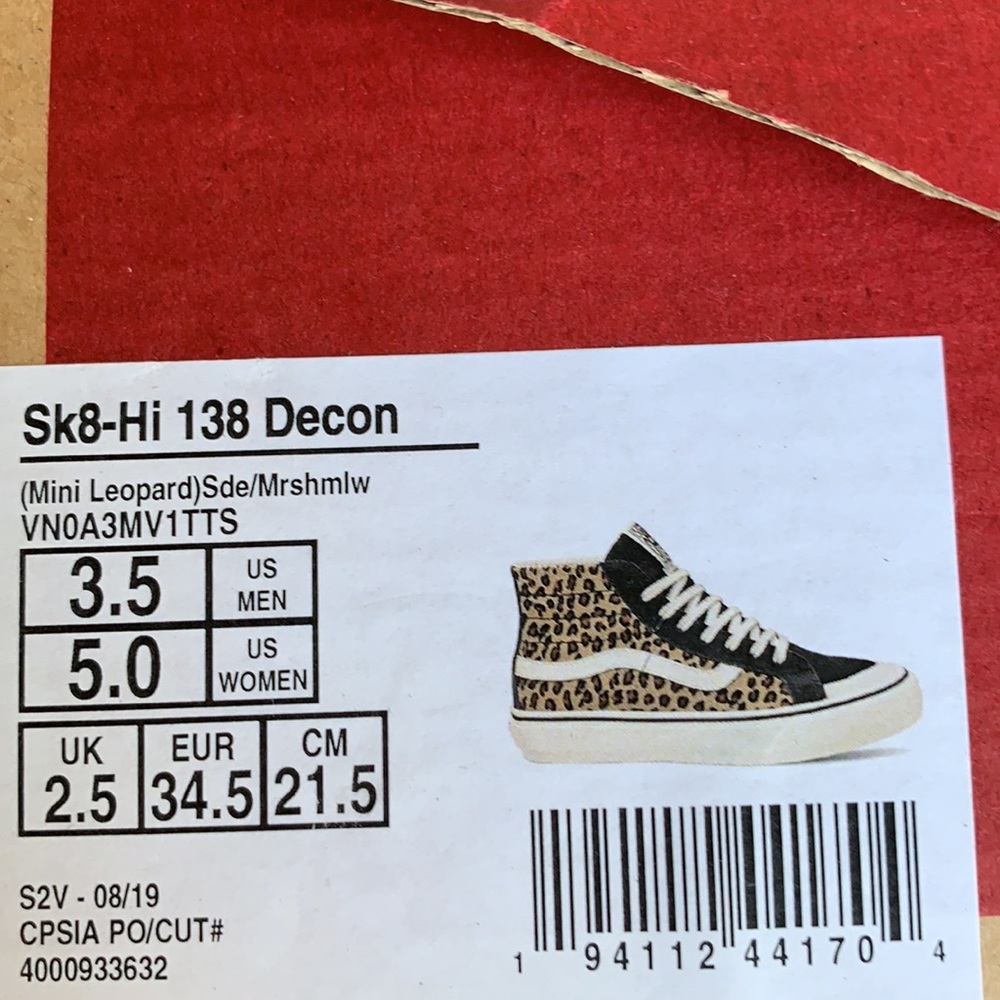 Sk8-Hi 138 Decon
(Mini Leopard)Sde/Mrshmlw
VN0A3MV1TTS
3.5 US MEN
5.0 US WOMEN
UK EUR CM
2.5 34.5 21.5
S2V - 08/19
CPSIA PO/CUT#
4000933632
1 94112 44170 4